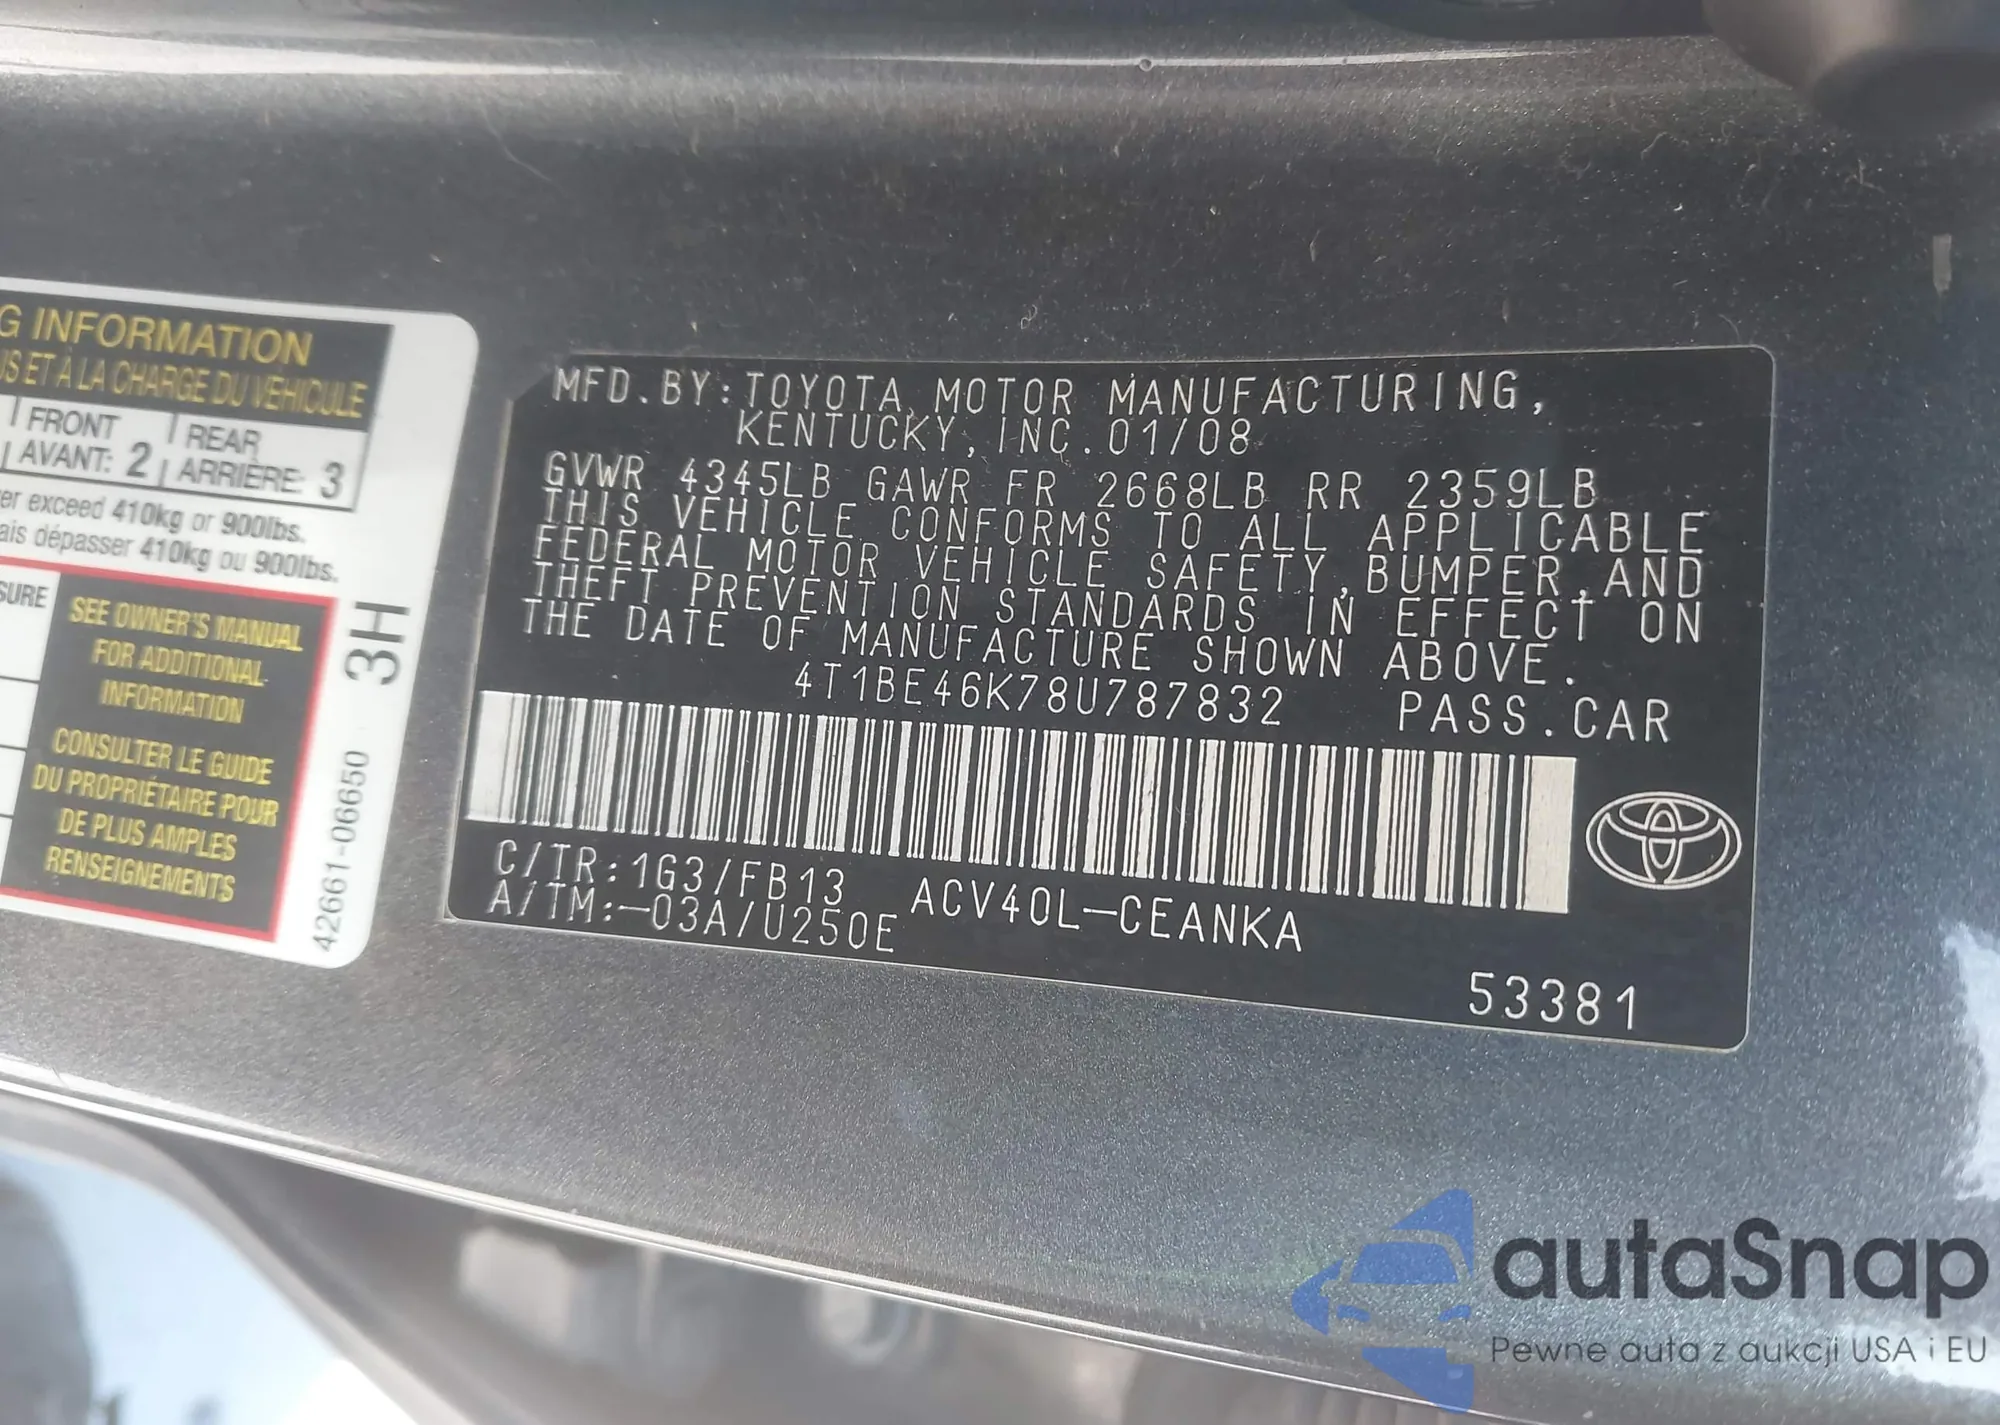 G INFORMATION
US ET À LA CHARGE DU VÉHICULE
FRONT
AVANT: 2
REAR
ARRIÈRE: 3
er exceed 410kg or 900lbs.
ais dépasser 410kg ou 900lbs.
SURE
SEE OWNER'S MANUAL
FOR ADDITIONAL
INFORMATION
CONSULTER LE GUIDE
DU PROPRIÉTAIRE POUR
DE PLUS AMPLES
RENSEIGNEMENTS
3H
42661-06650
MFD. BY: TOYOTA MOTOR MANUFACTURING,
KENTUCKY, INC. 01/08
GVWR 4345LB GAWR FR 2668LB RR 2359LB
THIS VEHICLE CONFORMS TO ALL APPLICABLE
FEDERAL MOTOR VEHICLE SAFETY, BUMPER, AND
THEFT PREVENTION STANDARDS IN EFFECT ON
THE DATE OF MANUFACTURE SHOWN ABOVE.
4T1BE46K78U787832 PASS. CAR
C/TR: 1G3/FB13 ACV40L-CEANKA
A/TM:-03A/U250E
53381
autaSnap
Pewne auta z aukcji USA i EU